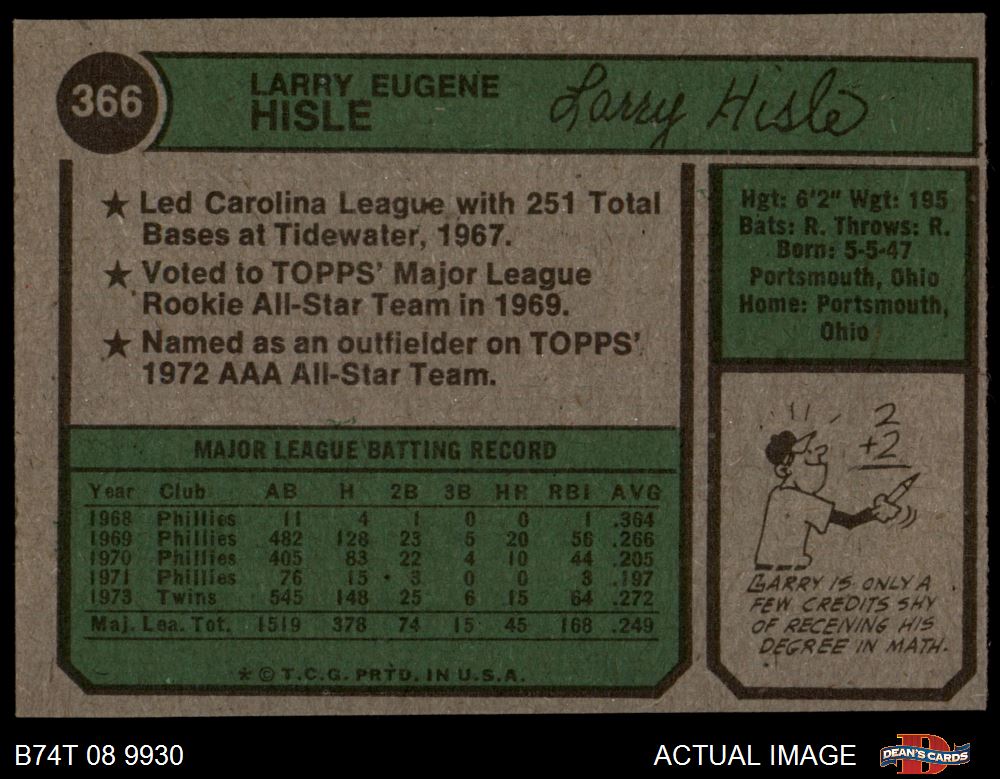 366
LARRY EUGENE
HISLE
Larry Hisle
★ Led Carolina League with 251 Total
Bases at Tidewater, 1967.
★ Voted to TOPPS' Major League
Rookie All-Star Team in 1969.
★ Named as an outfielder on TOPPS'
1972 AAA All-Star Team.
Hgt: 6'2" Wgt: 195
Bats: R. Throws: R.
Born: 5-5-47
Portsmouth, Ohio
Home: Portsmouth,
Ohio
MAJOR LEAGUE BATTING RECORD
Year Club AB H 2B 3B HR RBI AVG
1968 Phillies 11 4 1 0 0 1 .364
1969 Phillies 482 128 23 5 20 56 .266
1970 Phillies 405 83 22 4 10 44 .205
1971 Phillies 76 15 3 0 0 3 .197
1973 Twins 545 148 25 6 15 64 .272
Maj. Lea. Tot. 1519 378 74 15 45 168 .249
* © T.C.G. PRTD. IN U.S.A.
2
+2
LARRY IS ONLY A
FEW CREDITS SHY
OF RECEIVING HIS
DEGREE IN MATH.
B74T 08 9930
ACTUAL IMAGE
DEAN'S CARDS